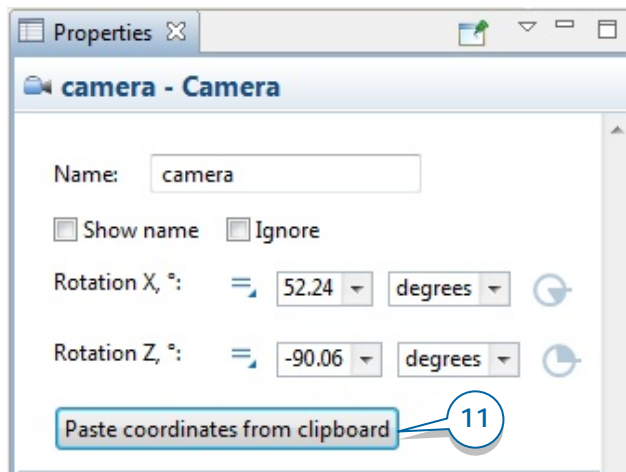 Properties
camera - Camera
Name: camera
Show name Ignore
Rotation X, °: 52.24 degrees
Rotation Z, °: -90.06 degrees
Paste coordinates from clipboard 11